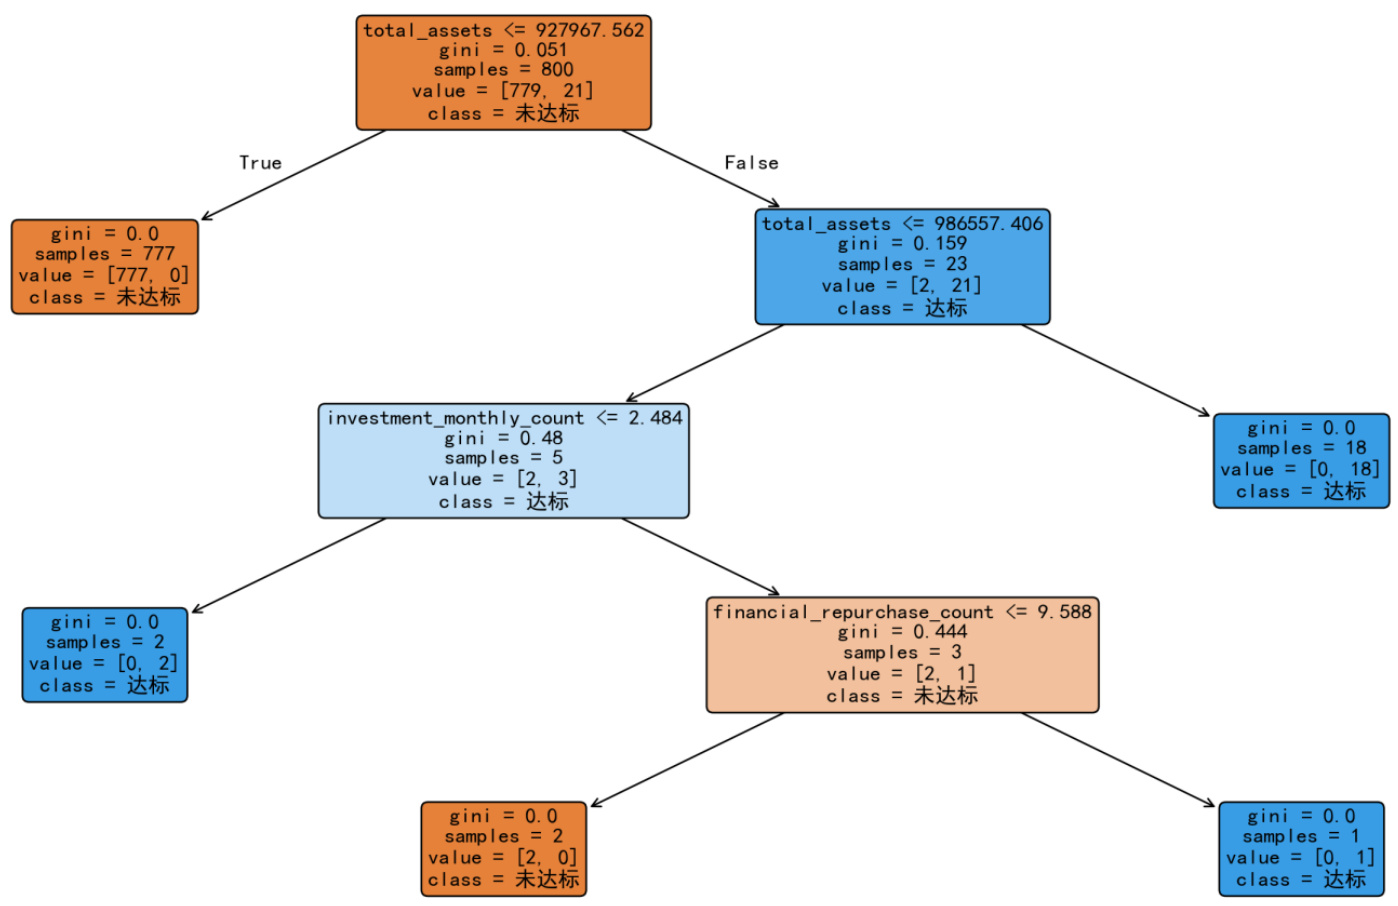 total_assets <= 927967.562
gini = 0.051
samples = 800
value = [779, 21]
class = 未达标
True
False
gini = 0.0
samples = 777
value = [777, 0]
class = 未达标
total_assets <= 986557.406
gini = 0.159
samples = 23
value = [2, 21]
class = 达标
investment_monthly_count <= 2.484
gini = 0.48
samples = 5
value = [2, 3]
class = 达标
gini = 0.0
samples = 18
value = [0, 18]
class = 达标
gini = 0.0
samples = 2
value = [0, 2]
class = 达标
financial_repurchase_count <= 9.588
gini = 0.444
samples = 3
value = [2, 1]
class = 未达标
gini = 0.0
samples = 2
value = [2, 0]
class = 未达标
gini = 0.0
samples = 1
value = [0, 1]
class = 达标